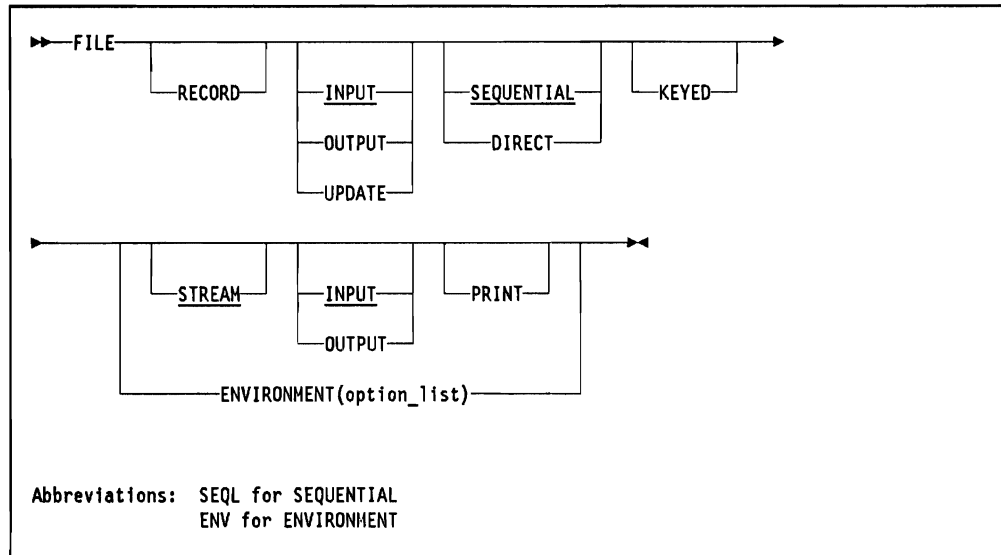 FILE
RECORD INPUT SEQUENTIAL KEYED
OUTPUT DIRECT
UPDATE
STREAM INPUT PRINT
OUTPUT
ENVIRONMENT(option_list)
Abbreviations: SEQL for SEQUENTIAL
ENV for ENVIRONMENT